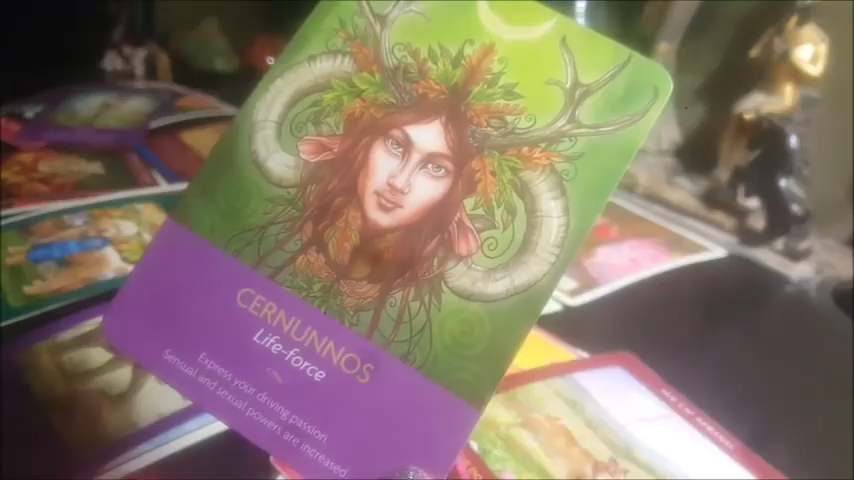 CERNUNNOS
Life-force
Express your driving passion.
Sensual and sexual powers are increased